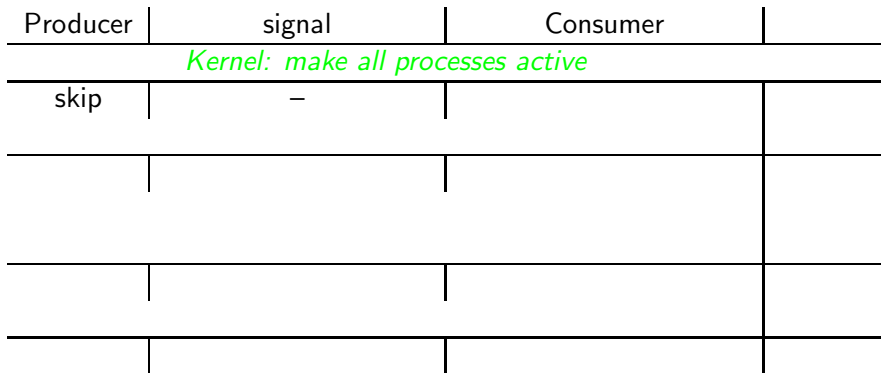 Producer signal Consumer
Kernel: make all processes active
skip –